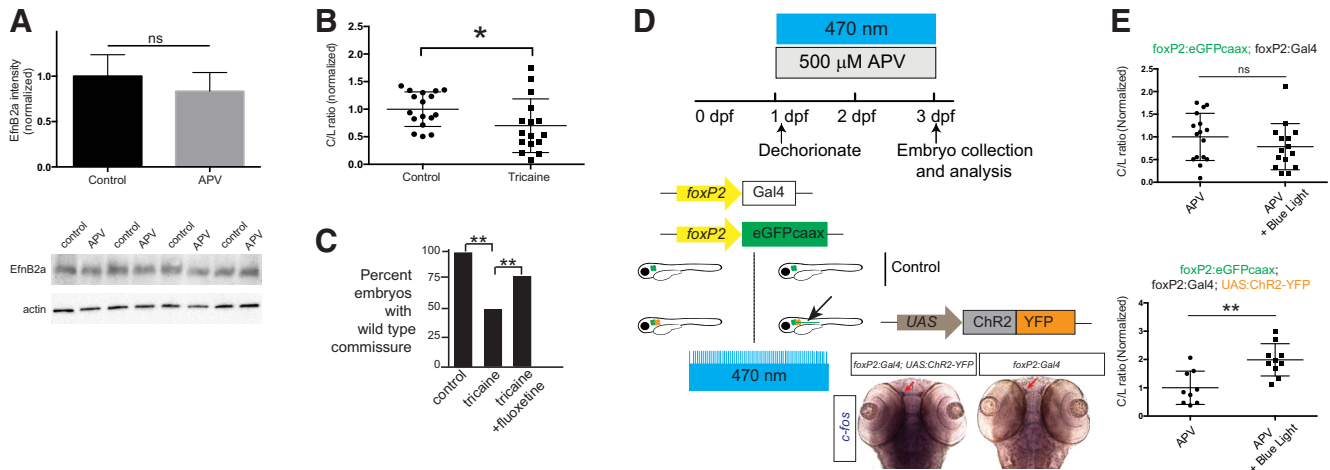 A
ns
EfnB2a intensity
(normalized)
1.5
1.0
0.5
0.0
Control
APV
control
APV
control
APV
control
APV
control
APV
EfnB2a
actin
B
*
C/L ratio (normalized)
2.5
2.0
1.5
1.0
0.5
0.0
Control
Tricaine
C
Percent
embryos
with
wild type
commissure
100
75
50
25
**
**
control
tricaine
tricaine
+fluoxetine
D
470 nm
500 μM APV
0 dpf
1 dpf
2 dpf
3 dpf
Dechorionate
Embryo collection
and analysis
foxP2
Gal4
foxP2
eGFPcaax
Control
UAS
ChR2
YFP
470 nm
foxP2:Gal4; UAS:ChR2-YFP
foxP2:Gal4
c-fos
E
foxP2:eGFPcaax; foxP2:Gal4
ns
C/L ratio (Normalized)
2.5
2.0
1.5
1.0
0.5
0.0
APV
APV
+ Blue Light
foxP2:eGFPcaax;
foxP2:Gal4; UAS:ChR2-YFP
**
C/L ratio (Normalized)
4
3
2
1
0
APV
APV
+ Blue Light